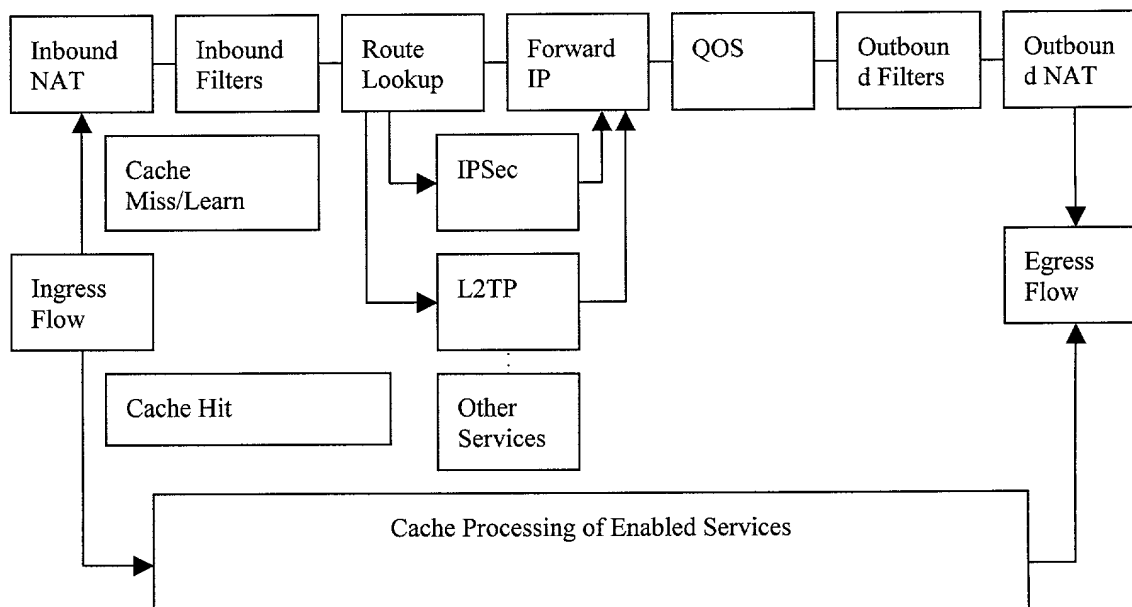 Inbound
NAT
Inbound
Filters
Route
Lookup
Forward
IP
QOS
Outboun
d Filters
Outboun
d NAT
Cache
Miss/Learn
IPSec
Ingress
Flow
L2TP
Egress
Flow
Cache Hit
Other
Services
Cache Processing of Enabled Services